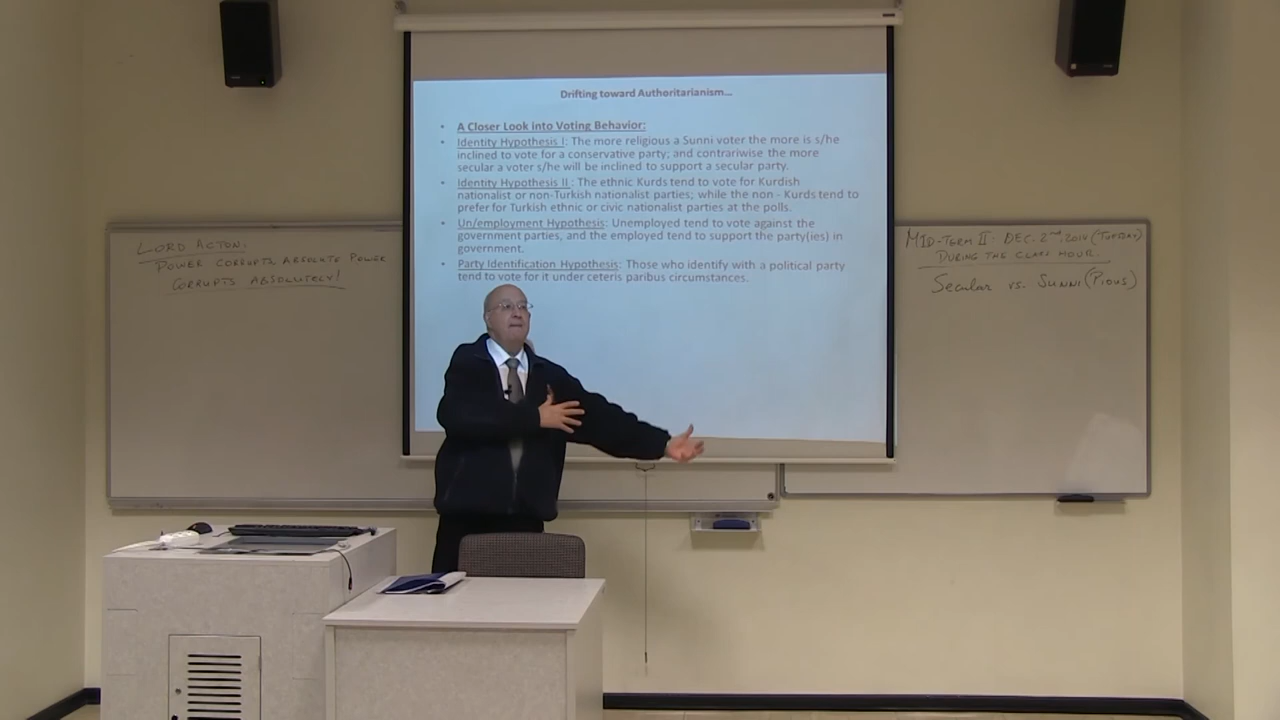 LORD ACTON:
POWER CORRUPTS ABSOLUTE POWER
CORRUPTS ABSOLUTELY!
Drifting toward Authoritarianism...
• A Closer Look into Voting Behavior:
• Identity Hypothesis I: The more religious a Sunni voter the more is s/he
inclined to vote for a conservative party; and contrariwise the more
secular a voter s/he will be inclined to support a secular party.
• Identity Hypothesis II : The ethnic Kurds tend to vote for Kurdish
nationalist or non-Turkish nationalist parties; while the non - Kurds tend to
prefer for Turkish ethnic or civic nationalist parties at the polls.
• Un/employment Hypothesis: Unemployed tend to vote against the
government parties, and the employed tend to support the party(ies) in
government.
• Party Identification Hypothesis: Those who identify with a political party
tend to vote for it under ceteris paribus circumstances.
MID-TERM II - DEC. 2nd, 2014 (TUESDAY)
DURING THE CLASS HOUR.
Secular vs. SUNNI (PIOUS)